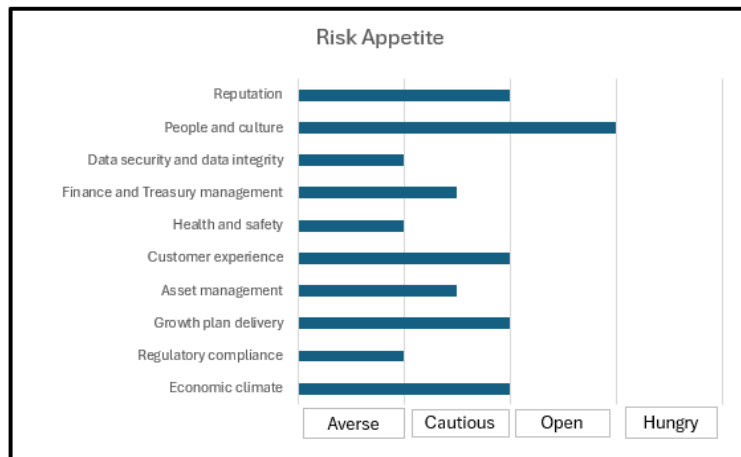 Risk Appetite
Reputation
People and culture
Data security and data integrity
Finance and Treasury management
Health and safety
Customer experience
Asset management
Growth plan delivery
Regulatory compliance
Economic climate
Averse Cautious Open Hungry